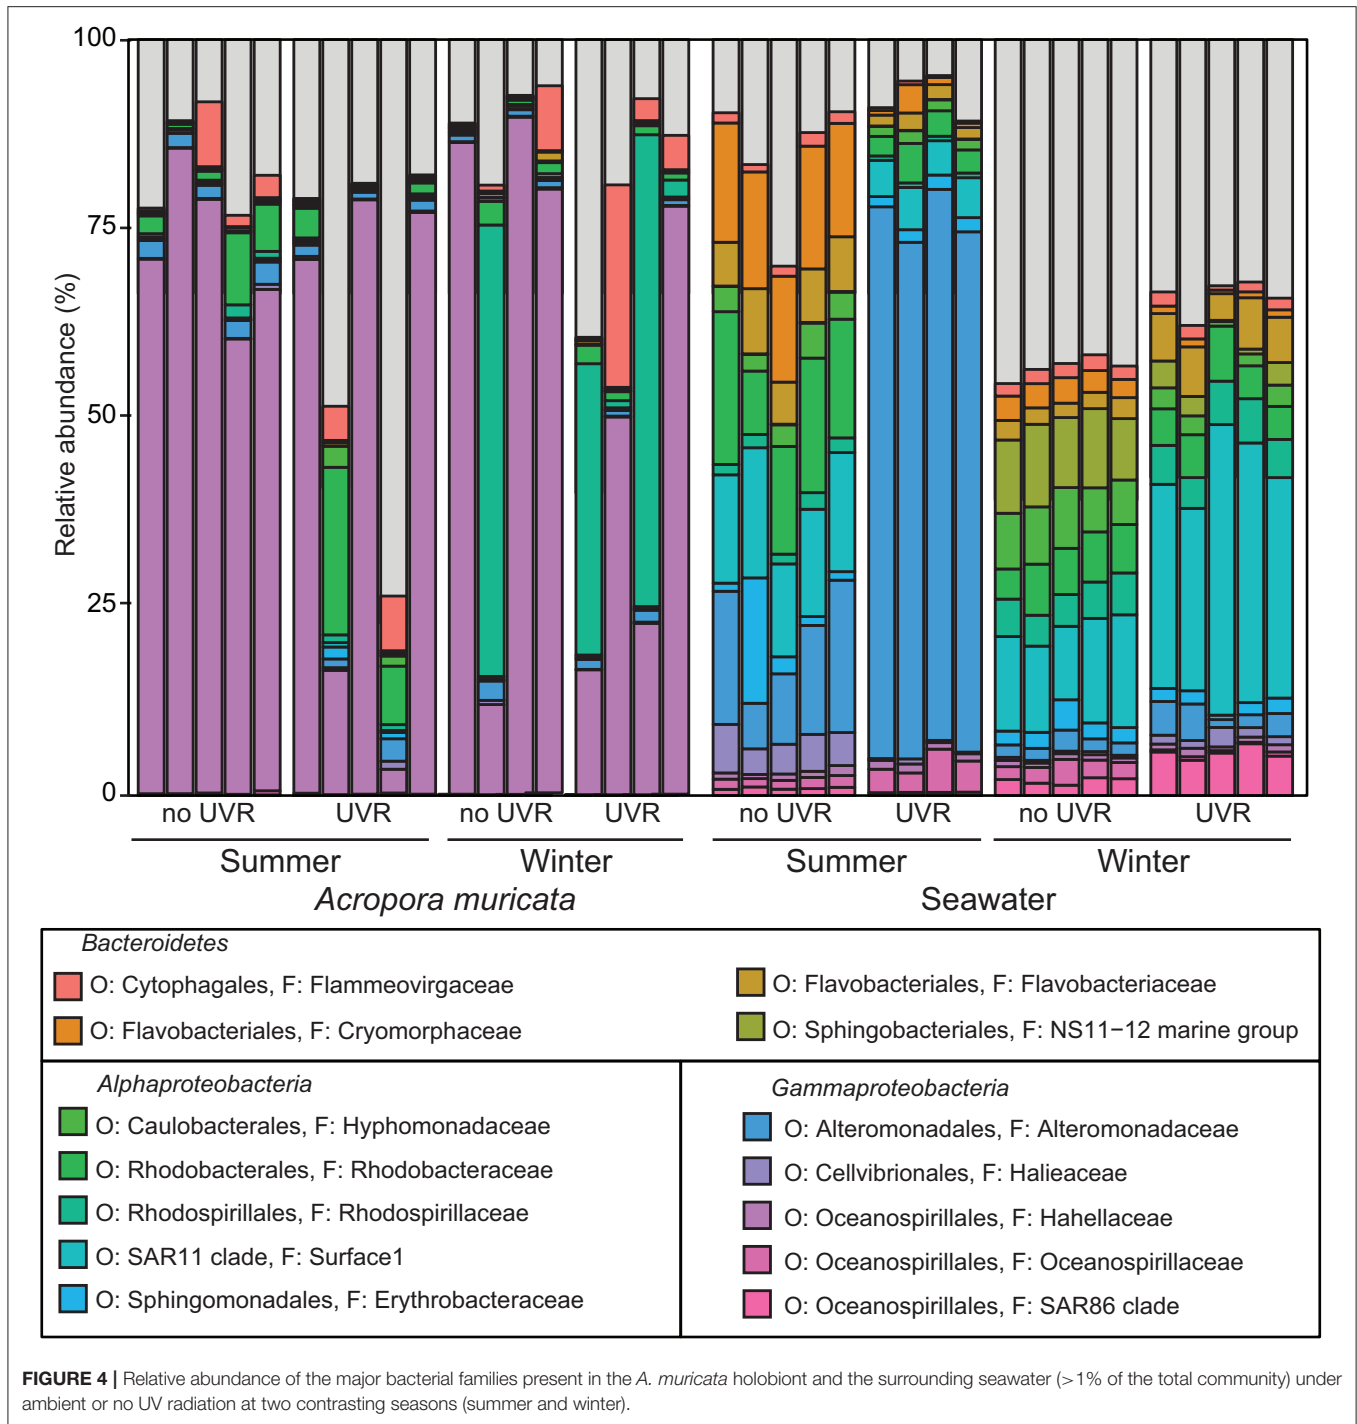 100
75
50
25
0
Relative abundance (%)
no UVR UVR no UVR UVR no UVR UVR no UVR UVR
Summer Winter Summer Winter
Acropora muricata Seawater
Bacteroidetes
O: Cytophagales, F: Flammeovirgaceae
O: Flavobacteriales, F: Cryomorphaceae
O: Flavobacteriales, F: Flavobacteriaceae
O: Sphingobacteriales, F: NS11−12 marine group
Alphaproteobacteria
O: Caulobacterales, F: Hyphomonadaceae
O: Rhodobacterales, F: Rhodobacteraceae
O: Rhodospirillales, F: Rhodospirillaceae
O: SAR11 clade, F: Surface1
O: Sphingomonadales, F: Erythrobacteraceae
Gammaproteobacteria
O: Alteromonadales, F: Alteromonadaceae
O: Cellvibrionales, F: Halieaceae
O: Oceanospirillales, F: Hahellaceae
O: Oceanospirillales, F: Oceanospirillaceae
O: Oceanospirillales, F: SAR86 clade
FIGURE 4 | Relative abundance of the major bacterial families present in the A. muricata holobiont and the surrounding seawater (>1% of the total community) under
ambient or no UV radiation at two contrasting seasons (summer and winter).